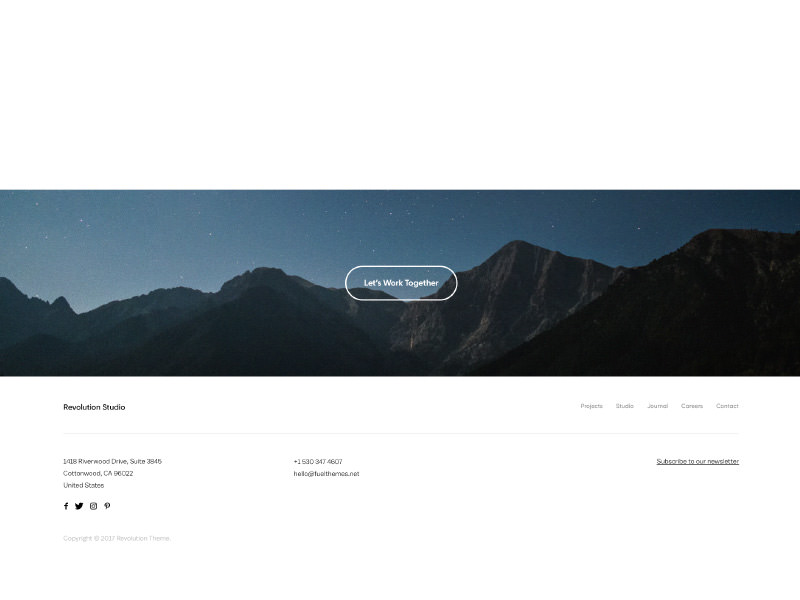 Let's Work Together
Revolution Studio
Projects Studio Journal Careers Contact
1418 Riverwood Drive, Suite 3845
Cottonwood, CA 96022
United States
+1 530 347 4607
hello@fuelthemes.net
Subscribe to our newsletter
Copyright © 2017 Revolution Theme.